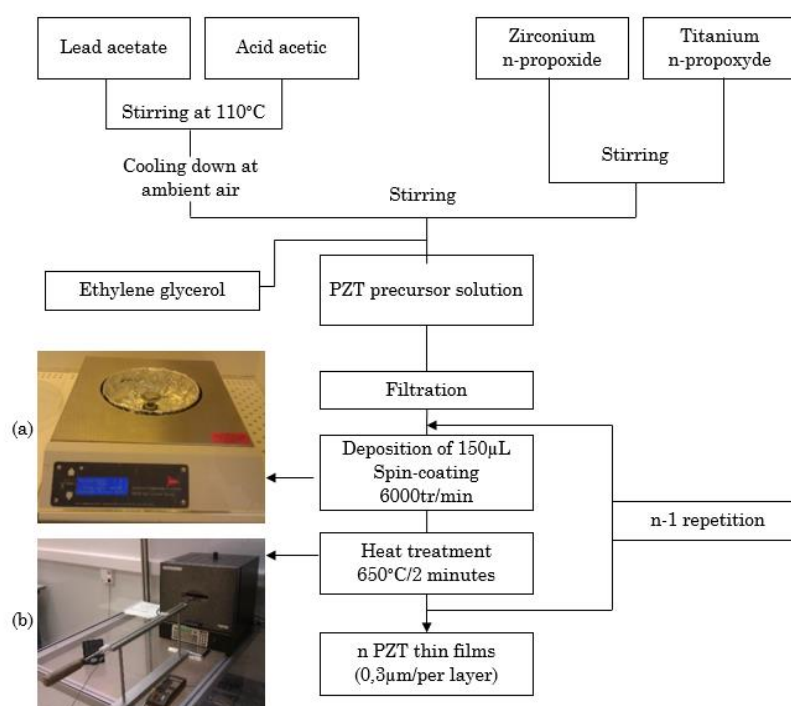 Lead acetate
Acid acetic
Zirconium
n-propoxide
Titanium
n-propoxyde
Stirring at 110°C
Stirring
Cooling down at
ambient air
Stirring
Ethylene glycerol
PZT precursor solution
Filtration
(a)
Deposition of 150µL
Spin-coating
6000tr/min
n-1 repetition
Heat treatment
650°C/2 minutes
(b)
n PZT thin films
(0,3µm/per layer)